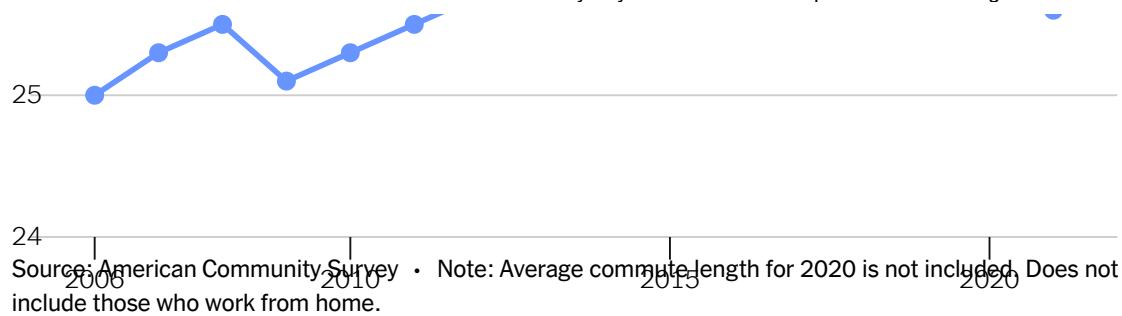 25
24
2006 2010 2015 2020
Source: American Community Survey • Note: Average commute length for 2020 is not included. Does not
include those who work from home.